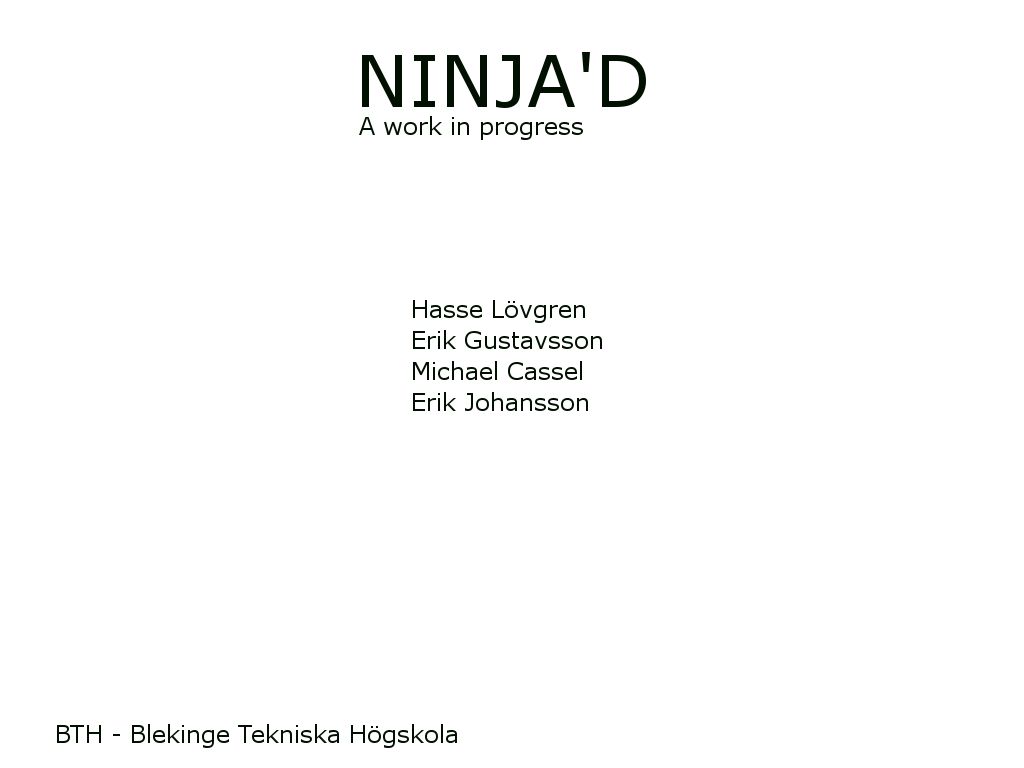 NINJA'D
A work in progress
Hasse Lövgren
Erik Gustavsson
Michael Cassel
Erik Johansson
BTH - Blekinge Tekniska Högskola